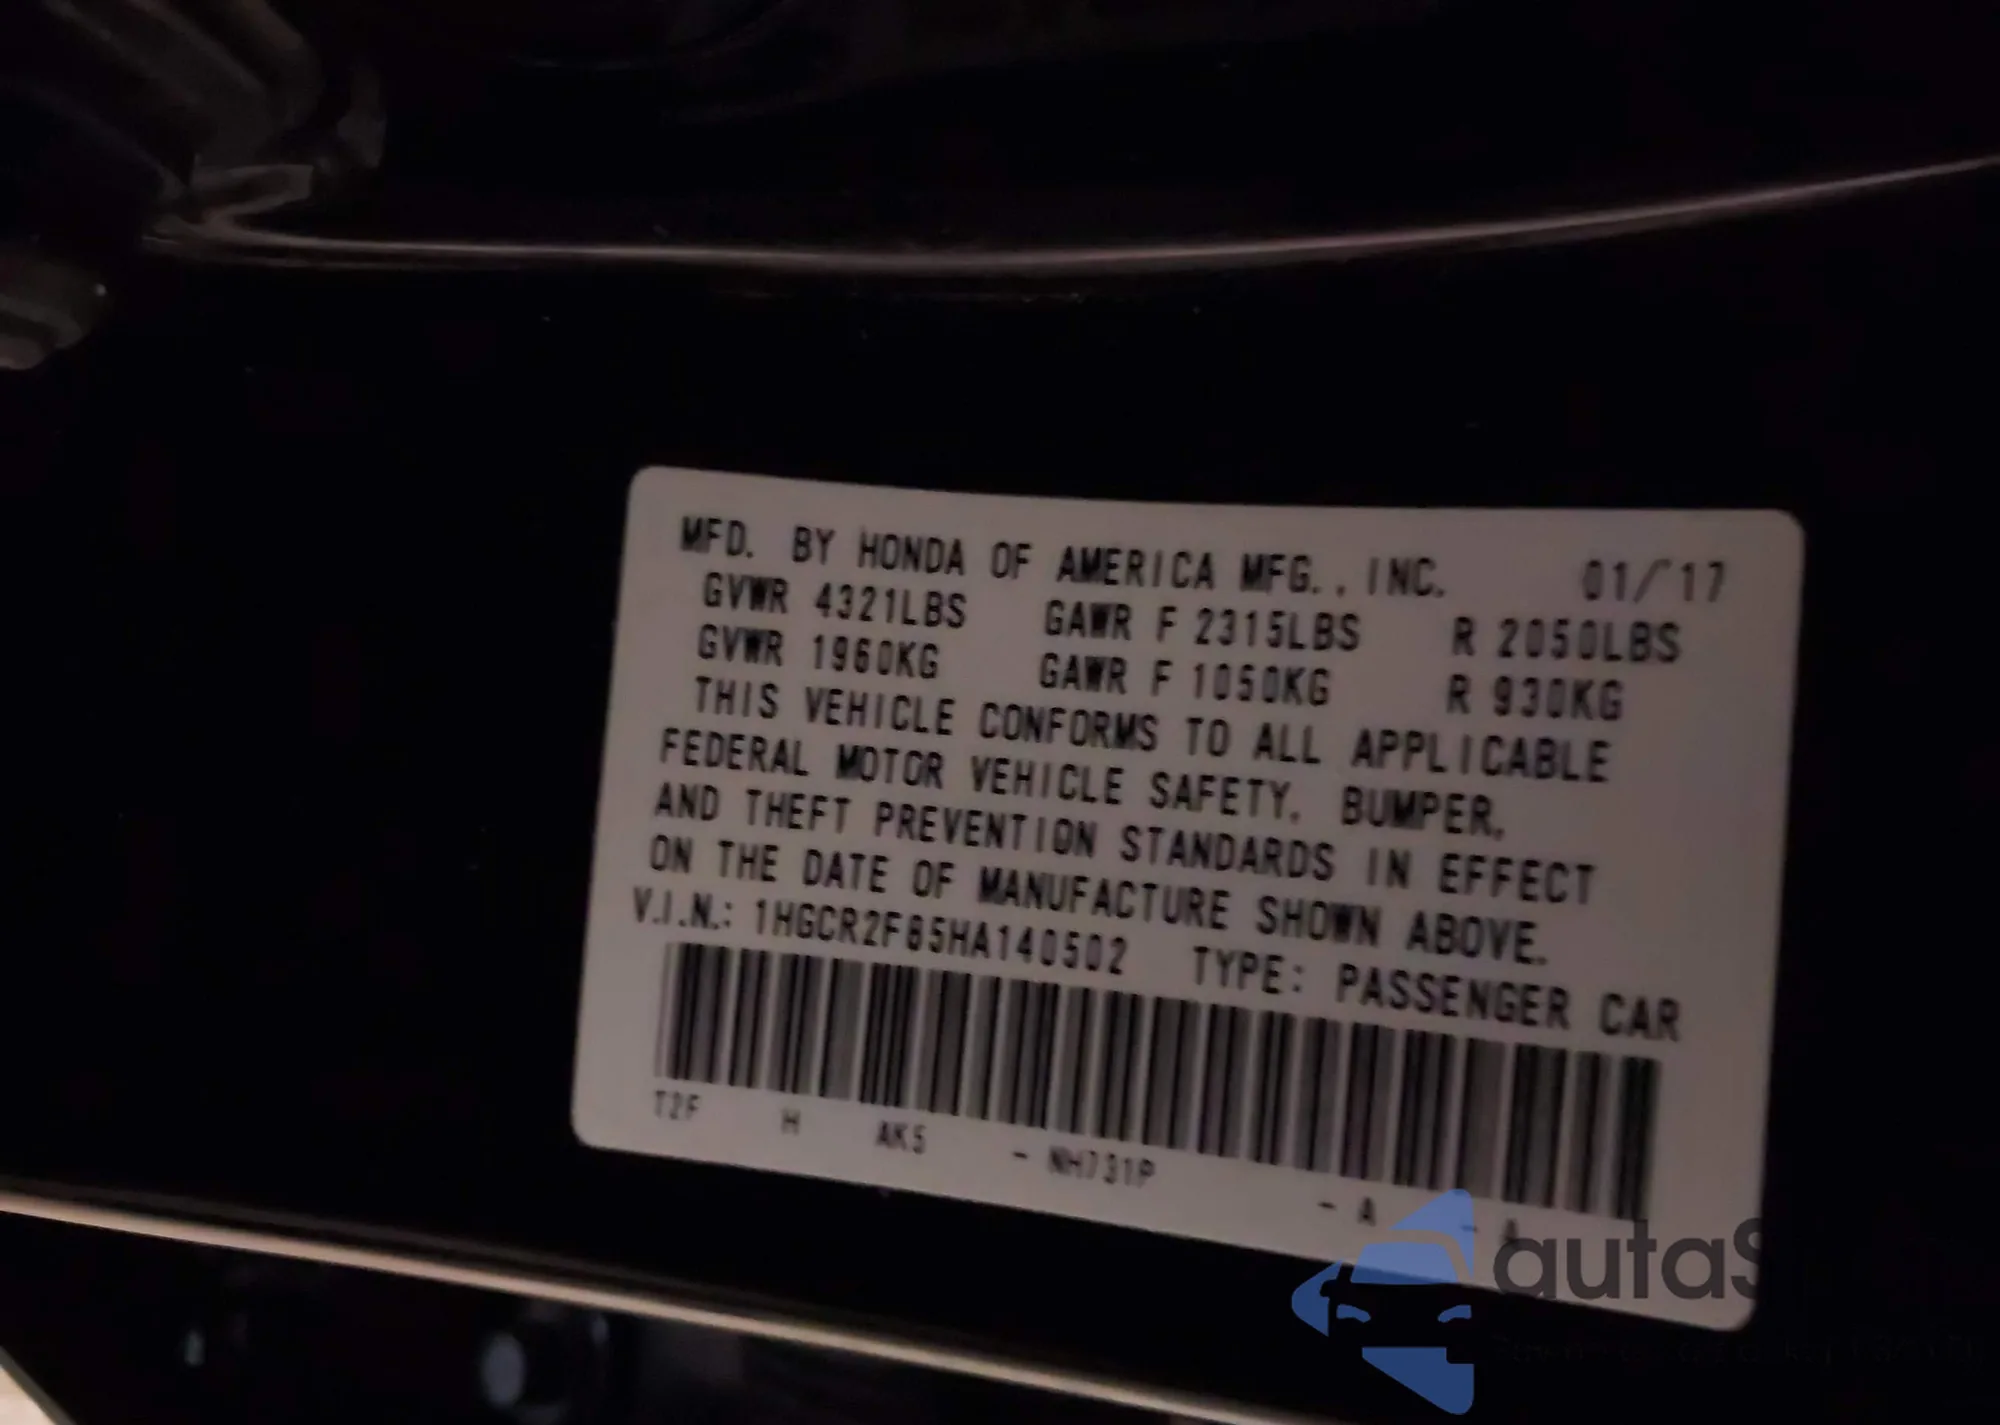 MFD. BY HONDA OF AMERICA MFG., INC. 01/17
GVWR 4321LBS GAWR F 2315LBS R 2050LBS
GVWR 1960KG GAWR F 1050KG R 930KG
THIS VEHICLE CONFORMS TO ALL APPLICABLE
FEDERAL MOTOR VEHICLE SAFETY, BUMPER,
AND THEFT PREVENTION STANDARDS IN EFFECT
ON THE DATE OF MANUFACTURE SHOWN ABOVE.
V.I.N.: 1HGCR2F85HA140502 TYPE: PASSENGER CAR
T2F H AK5 - NH731P - A - A
autaS